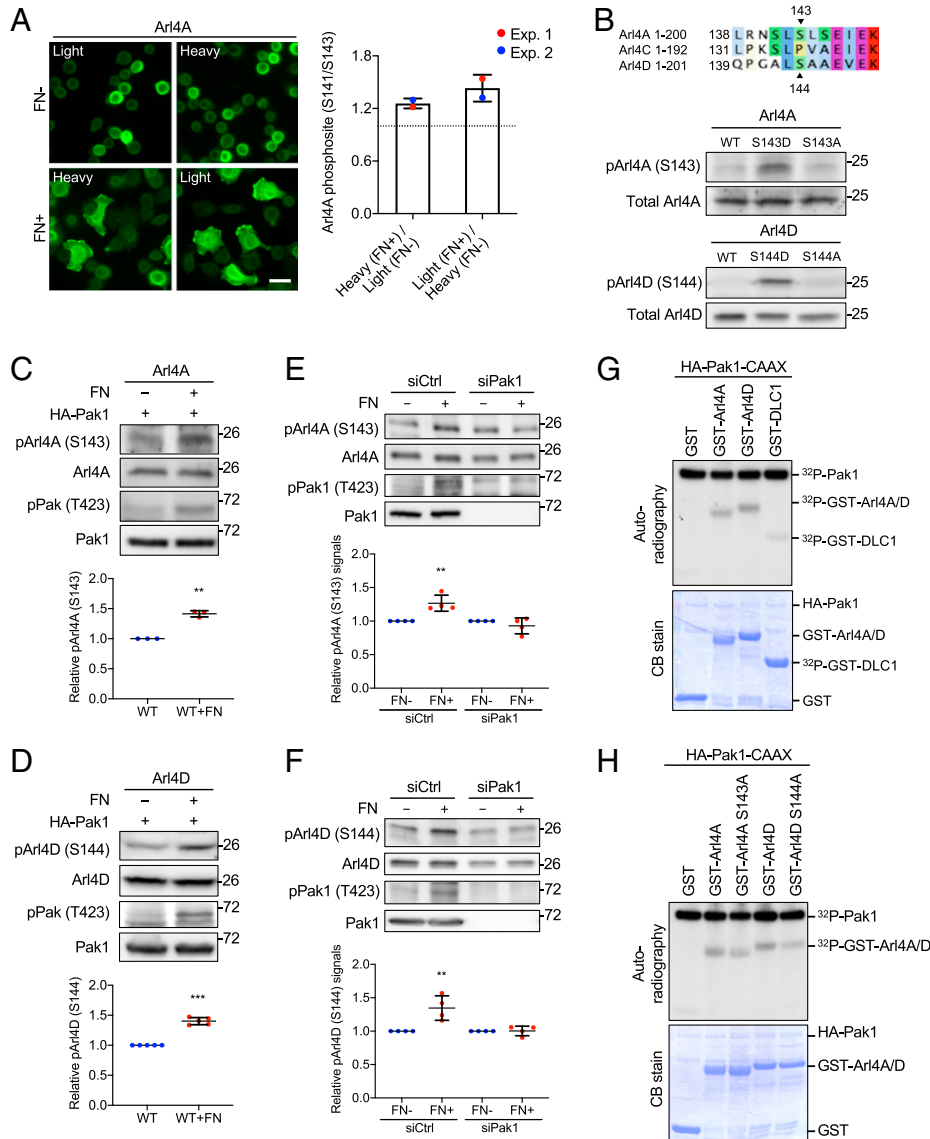 A
Arl4A
Light
Heavy
FN-
Heavy
Light
FN+
Arl4A phosphosite (S141/S143)
1.8
1.2
0.6
0.0
Exp. 1
Exp. 2
Heavy (FN+) /
Light (FN-)
Light (FN+) /
Heavy (FN-)
B
143
Arl4A 1-200 138 L R N S L S L S E I E K
Arl4C 1-192 131 L P K S L P V A E I E K
Arl4D 1-201 139 Q P G A L S A A E V E K
144
Arl4A
WT S143D S143A
pArl4A (S143) -25
Total Arl4A -25
Arl4D
WT S144D S144A
pArl4D (S144) -25
Total Arl4D -25
C
Arl4A
FN – +
HA-Pak1 + +
pArl4A (S143) 26
Arl4A 26
pPak (T423) 72
Pak1 72
Relative pArl4A (S143)
2.0
1.5
1.0
0.5
0.0
**
WT WT+FN
D
Arl4D
FN – +
HA-Pak1 + +
pArl4D (S144) 26
Arl4D 26
pPak (T423) 72
Pak1 72
Relative pArl4D (S144)
2.0
1.5
1.0
0.5
0.0
***
WT WT+FN
E
siCtrl siPak1
FN – + – +
pArl4A (S143) 26
Arl4A 26
pPak1 (T423) 72
Pak1 72
Relative pArl4A (S143) signals
2.0
1.5
1.0
0.5
0.0
**
FN- FN+ FN- FN+
siCtrl siPak1
F
siCtrl siPak1
FN – + – +
pArl4D (S144) 26
Arl4D 26
pPak1 (T423) 72
Pak1 72
Relative pArl4D (S144) signals
2.0
1.5
1.0
0.5
0.0
**
FN- FN+ FN- FN+
siCtrl siPak1
G
HA-Pak1-CAAX
GST
GST-Arl4A
GST-Arl4D
GST-DLC1
Auto-
radiography
32P-Pak1
32P-GST-Arl4A/D
32P-GST-DLC1
CB stain
HA-Pak1
GST-Arl4A/D
32P-GST-DLC1
GST
H
HA-Pak1-CAAX
GST
GST-Arl4A
GST-Arl4A S143A
GST-Arl4D
GST-Arl4D S144A
Auto-
radiography
32P-Pak1
32P-GST-Arl4A/D
CB stain
HA-Pak1
GST-Arl4A/D
GST